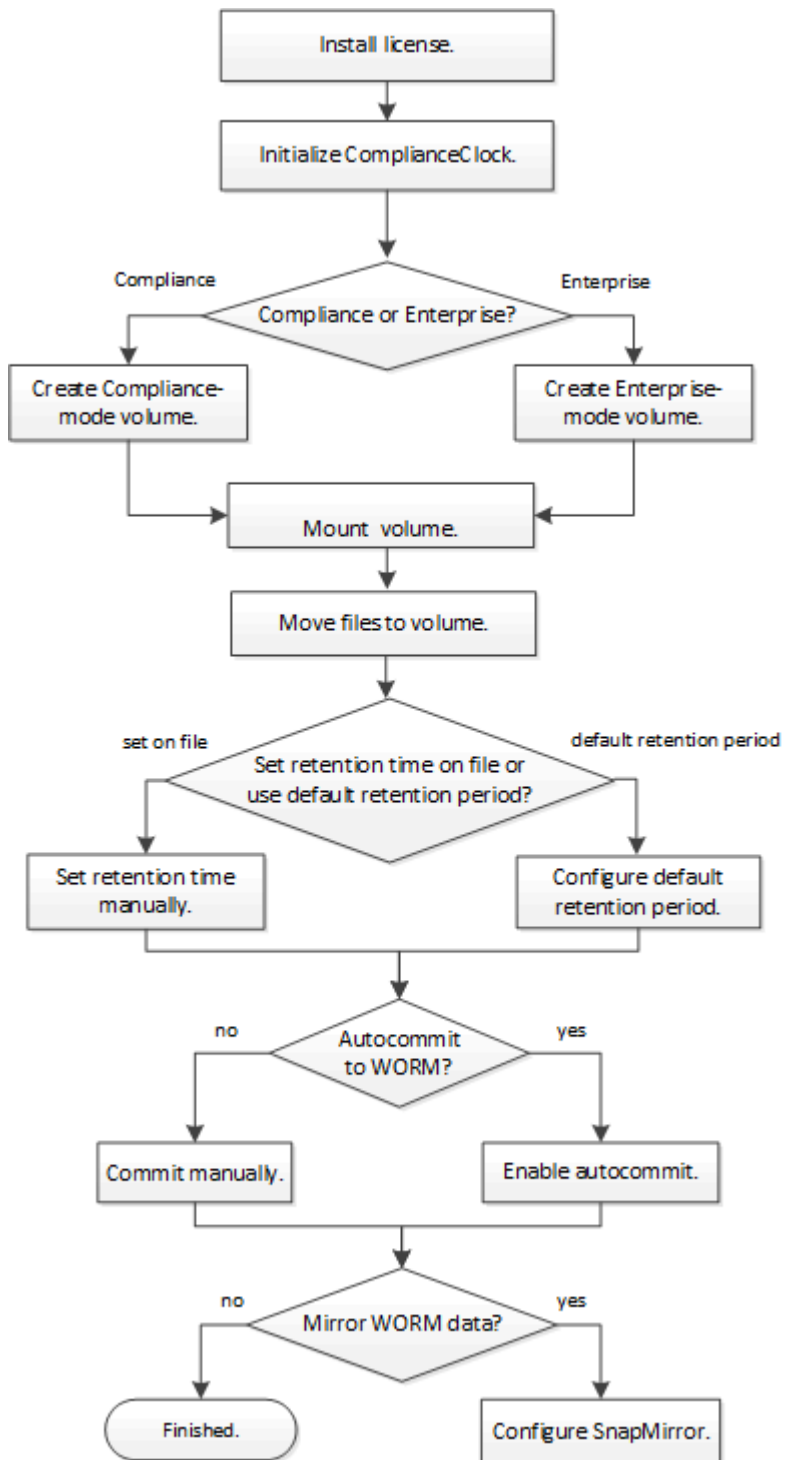 Install license.
Initialize ComplianceClock.
Compliance
Enterprise
Compliance or Enterprise?
Create Compliance-
mode volume.
Create Enterprise-
mode volume.
Mount volume.
Move files to volume.
set on file
default retention period
Set retention time on file or
use default retention period?
Set retention time
manually.
Configure default
retention period.
no
yes
Autocommit
to WORM?
Commit manually.
Enable autocommit.
no
yes
Mirror WORM data?
Finished.
Configure SnapMirror.